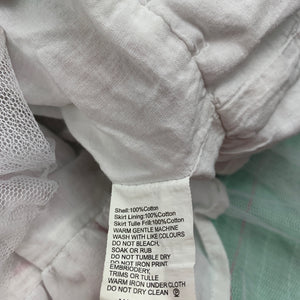 Shell:100%Cotton
Skirt Lining:100%Cotton
Skirt Tulle Frill:100%Cotton
WARM GENTLE MACHINE
WASH WITH LIKE COLOURS
DO NOT BLEACH,
SOAK OR RUB
DO NOT TUMBLE DRY
DO NOT IRON PRINT
EMBRIODERY,
TRIMS OR TULLE
WARM IRON UNDER CLOTH
DO NOT DRY CLEAN